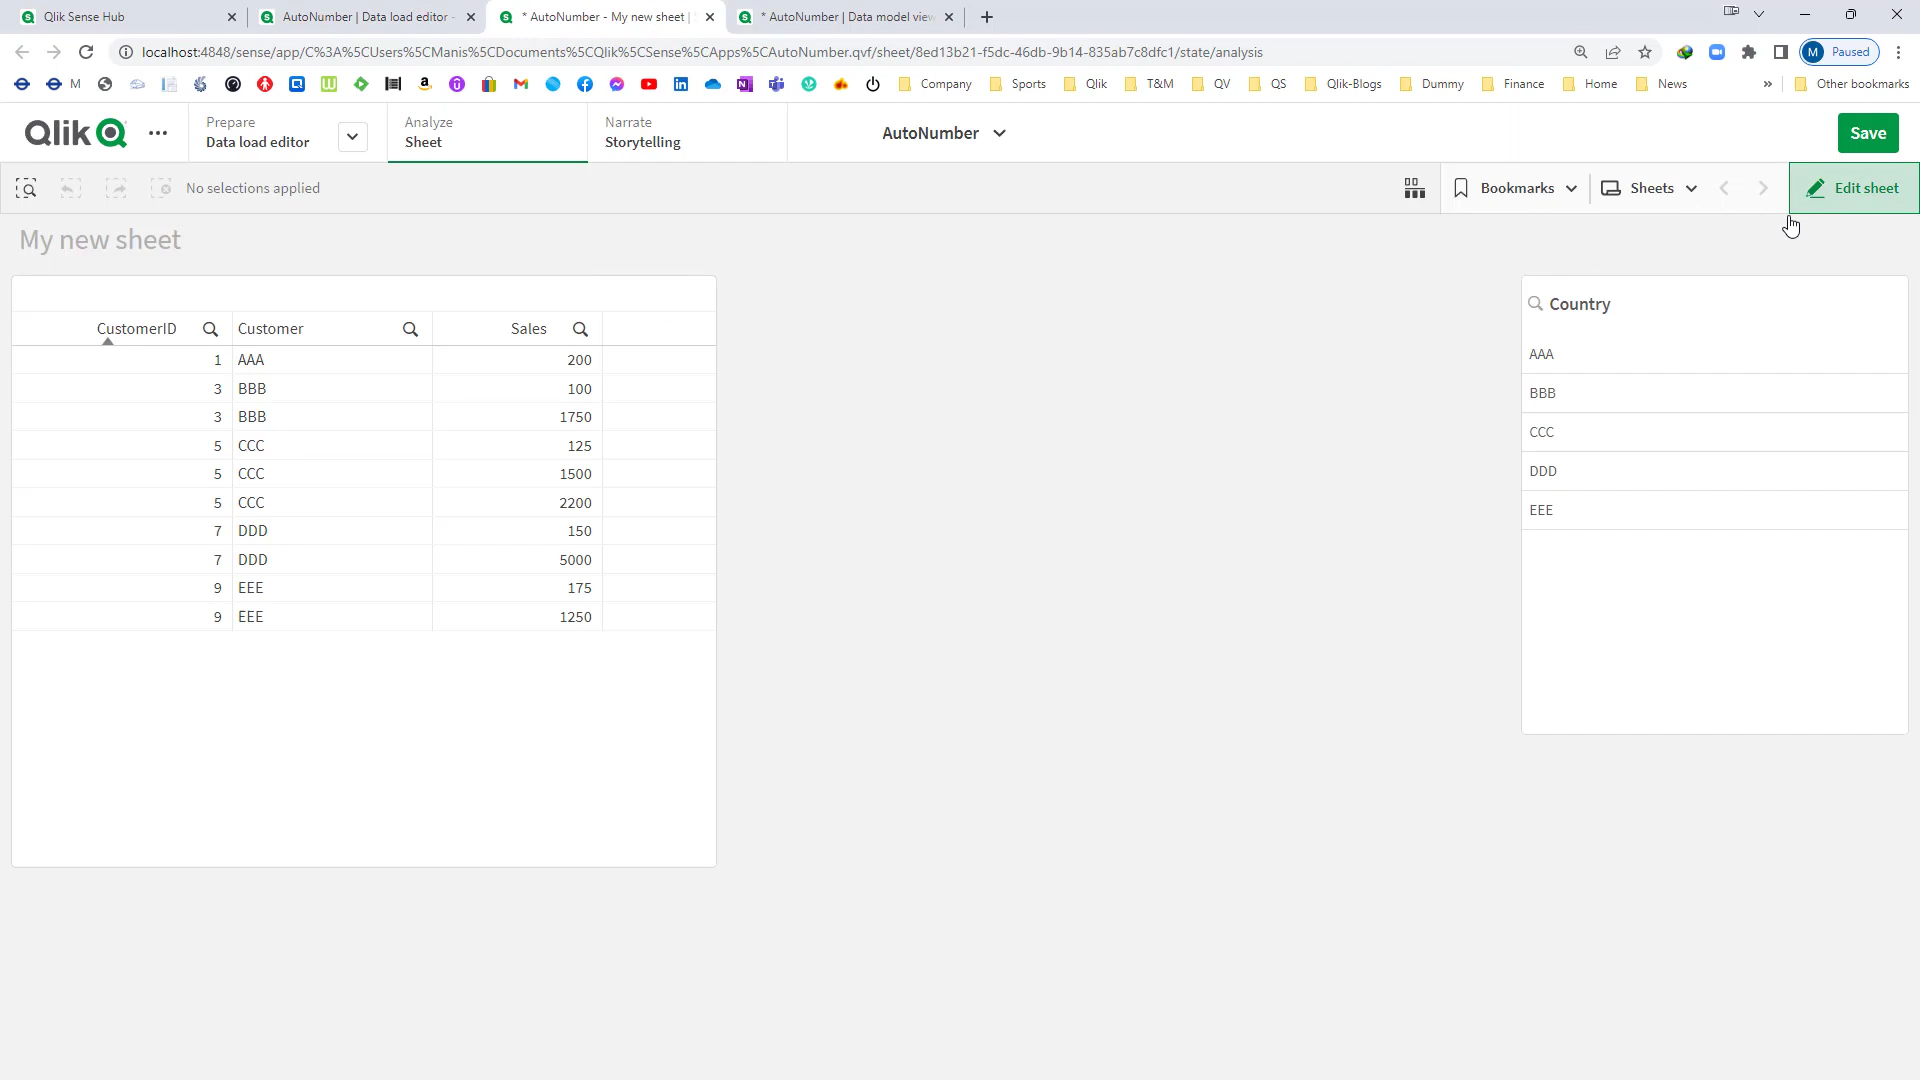 Qlik Sense Hub
AutoNumber | Data load editor -
* AutoNumber - My new sheet |
* AutoNumber | Data model view
localhost:4848/sense/app/C%3A%5CUsers%5CManis%5CDocuments%5CQlik%5CSense%5CApps%5CAutoNumber.qvf/sheet/8ed13b21-f5dc-46db-9b14-835ab7c8dfc1/state/analysis
M Paused
M
Company
Sports
Qlik
T&M
QV
QS
Qlik-Blogs
Dummy
Finance
Home
News
»
Other bookmarks
Qlik
Prepare
Data load editor
Analyze
Sheet
Narrate
Storytelling
AutoNumber
Save
No selections applied
Bookmarks
Sheets
Edit sheet
My new sheet
CustomerID Customer Sales
1 AAA 200
3 BBB 100
3 BBB 1750
5 CCC 125
5 CCC 1500
5 CCC 2200
7 DDD 150
7 DDD 5000
9 EEE 175
9 EEE 1250
Country
AAA
BBB
CCC
DDD
EEE